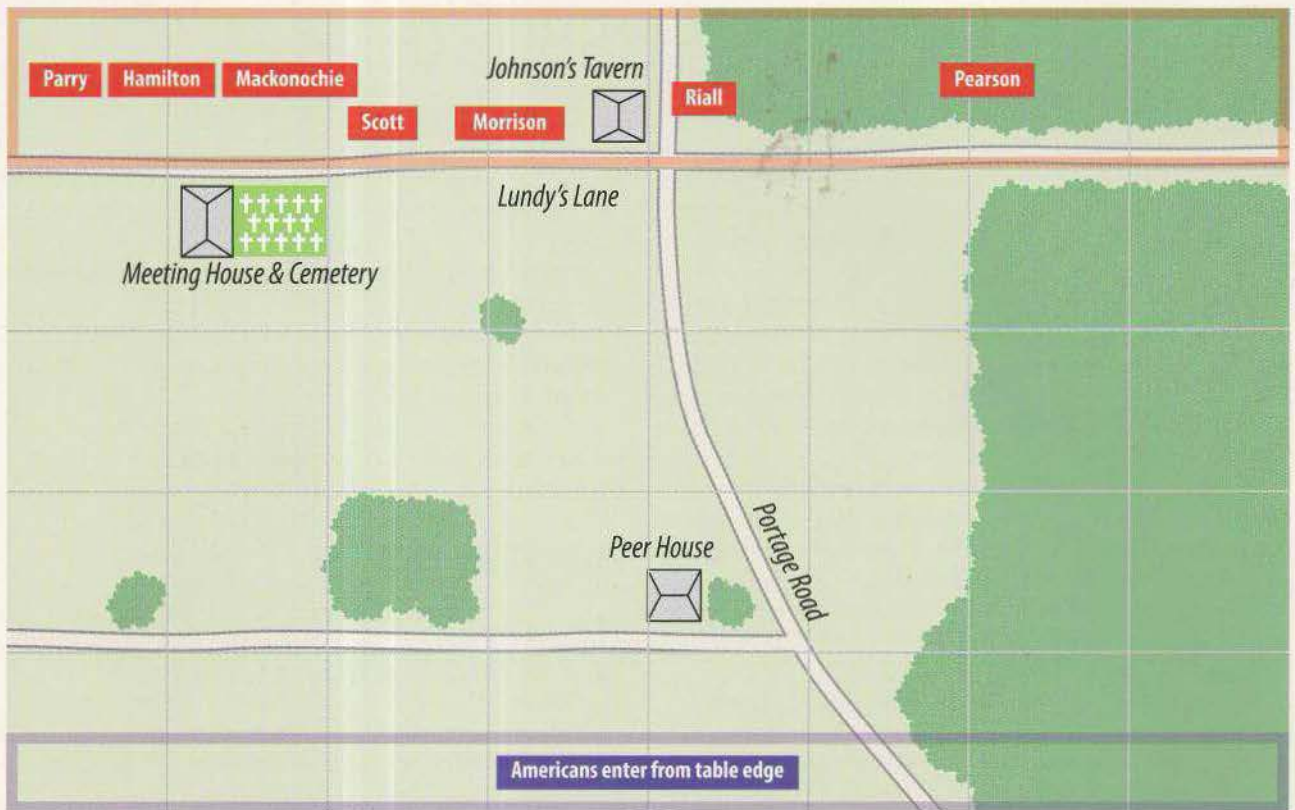 Parry
Hamilton
Mackonochie
Johnson's Tavern
Riall
Pearson
Scott
Morrison
Lundy's Lane
Meeting House & Cemetery
Peer House
Portage Road
Americans enter from table edge